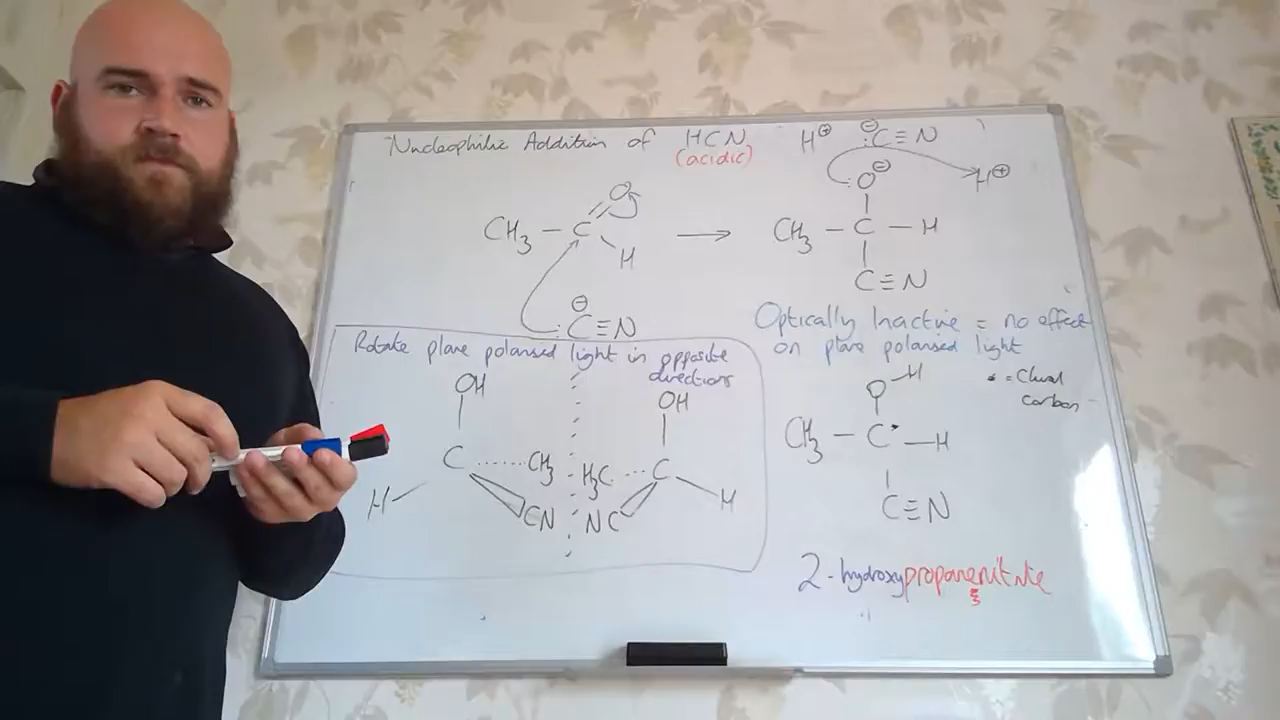 Nucleophilic Addition of HCN H⊕ ⊖:C≡N
(acidic)
:O⊖ H⊕
O
CH3 – C
H
CH3 – C – H
C≡N
⊖
:C≡N
Optically Inactive = no effect
on plane polarised light
Rotate plane polarised light in opposite
directions
OH
OH
C CH3
H
CN
H3C C
H
NC
O–H
* = Chiral
carbon
CH3 – C* – H
C≡N
2-hydroxypropanenitrile